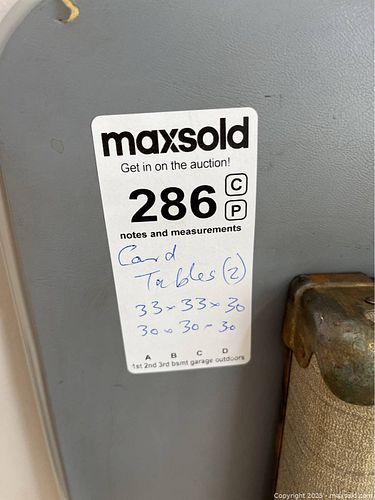 maxsold
Get in on the auction!
286 C
P
notes and measurements
Card
Tables (2)
33 x 33 x 30
30 x 30 - 30
A B C D
1st 2nd 3rd bsmt garage outdoors
Copyright 2025 - maxsold.com